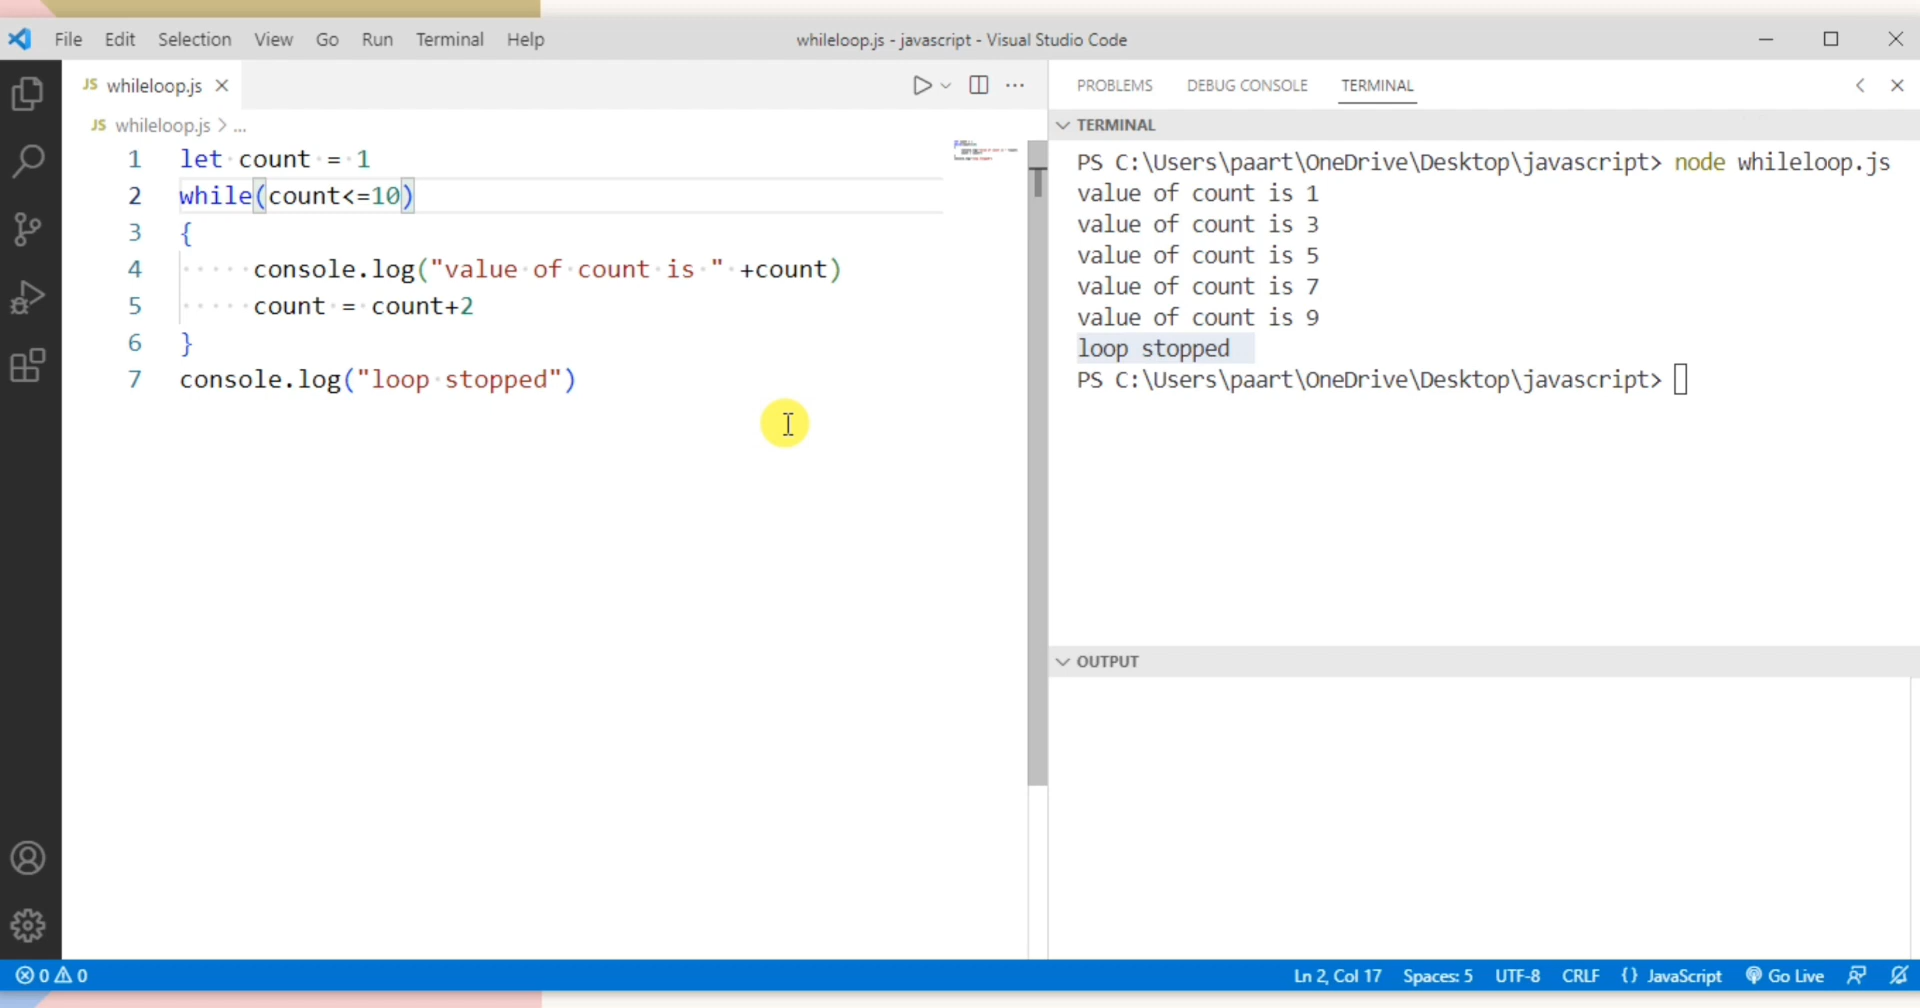 File Edit Selection View Go Run Terminal Help
whileloop.js - javascript - Visual Studio Code
JS whileloop.js
JS whileloop.js > ...
1 let count = 1
2 while(count<=10)
3 {
4 console.log("value of count is " +count)
5 count = count+2
6 }
7 console.log("loop stopped")
PROBLEMS DEBUG CONSOLE TERMINAL
TERMINAL
PS C:\Users\paart\OneDrive\Desktop\javascript> node whileloop.js
value of count is 1
value of count is 3
value of count is 5
value of count is 7
value of count is 9
loop stopped
PS C:\Users\paart\OneDrive\Desktop\javascript>
OUTPUT
0 0 Ln 2, Col 17 Spaces: 5 UTF-8 CRLF {} JavaScript Go Live